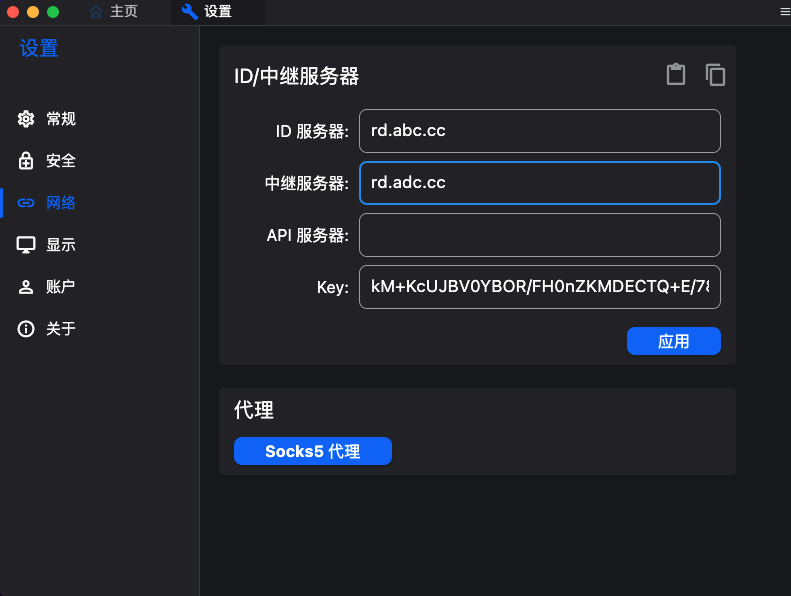 主页
设置
设置
常规
安全
网络
显示
账户
关于
ID/中继服务器
ID 服务器: rd.abc.cc
中继服务器: rd.adc.cc
API 服务器:
Key: kM+KcUJBV0YBOR/FH0nZKMDECTQ+E/78
应用
代理
Socks5 代理